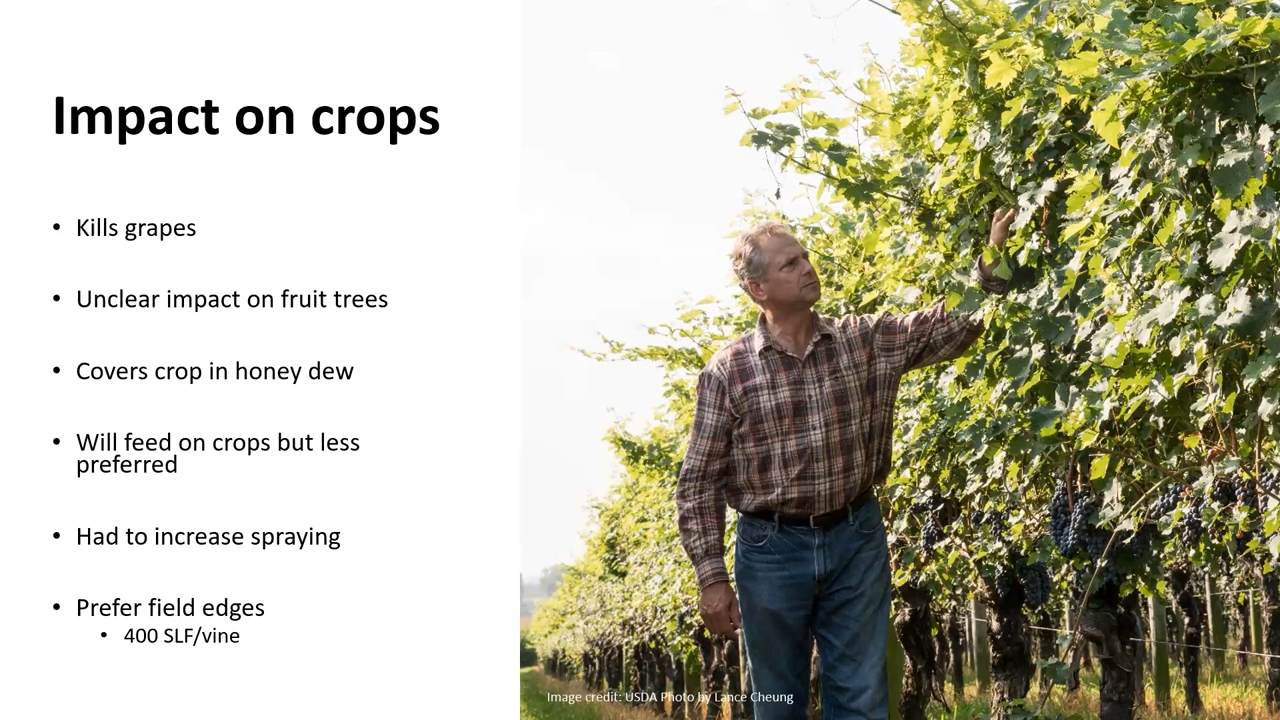 Impact on crops
• Kills grapes
• Unclear impact on fruit trees
• Covers crop in honey dew
• Will feed on crops but less
preferred
• Had to increase spraying
• Prefer field edges
• 400 SLF/vine
Image credit: USDA Photo by Lance Cheung